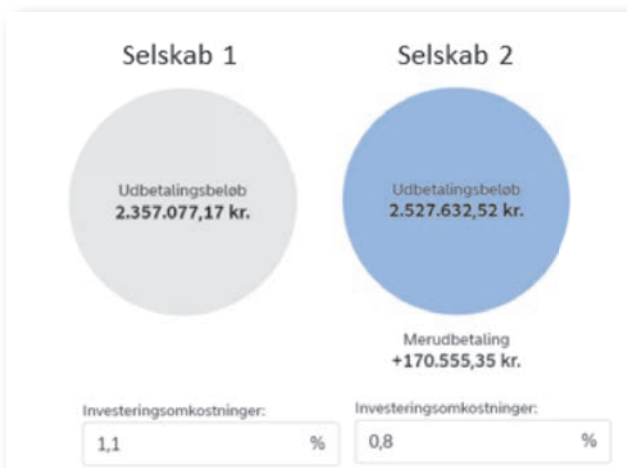 Selskab 1
Selskab 2
Udbetalingsbeløb
2.357.077,17 kr.
Udbetalingsbeløb
2.527.632,52 kr.
Merudbetaling
+170.555,35 kr.
Investeringsomkostninger:
1,1 %
Investeringsomkostninger:
0,8 %